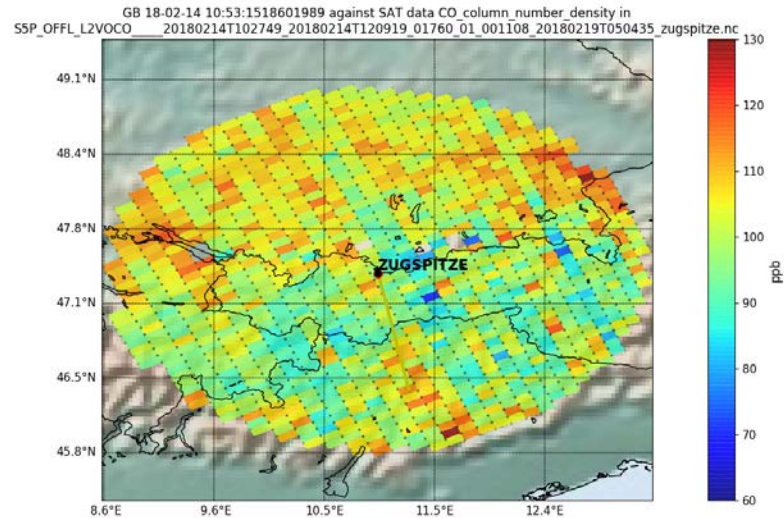 GB 18-02-14 10:53:1518601989 against SAT data CO_column_number_density in
S5P_OFFL_L2VOCO____20180214T102749_20180214T120919_01760_01_001108_20180219T050435_zugspitze.nc
130
49.1°N
120
48.4°N
110
47.8°N
ZUGSPITZE
100
ppb
47.1°N
90
80
46.5°N
70
45.8°N
60
8.6°E 9.6°E 10.5°E 11.5°E 12.4°E